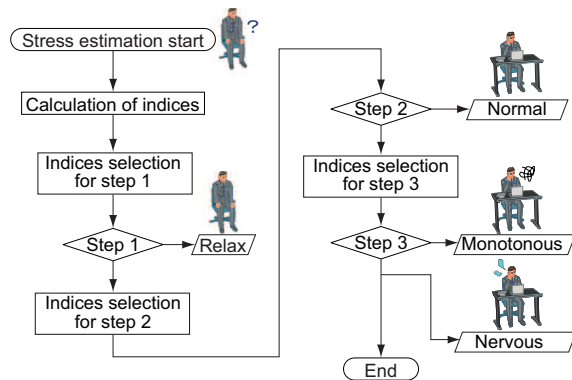 Stress estimation start
?
Calculation of indices
Indices selection
for step 1
Step 1
Relax
Indices selection
for step 2
Step 2
Normal
Indices selection
for step 3
Step 3
Monotonous
Nervous
End